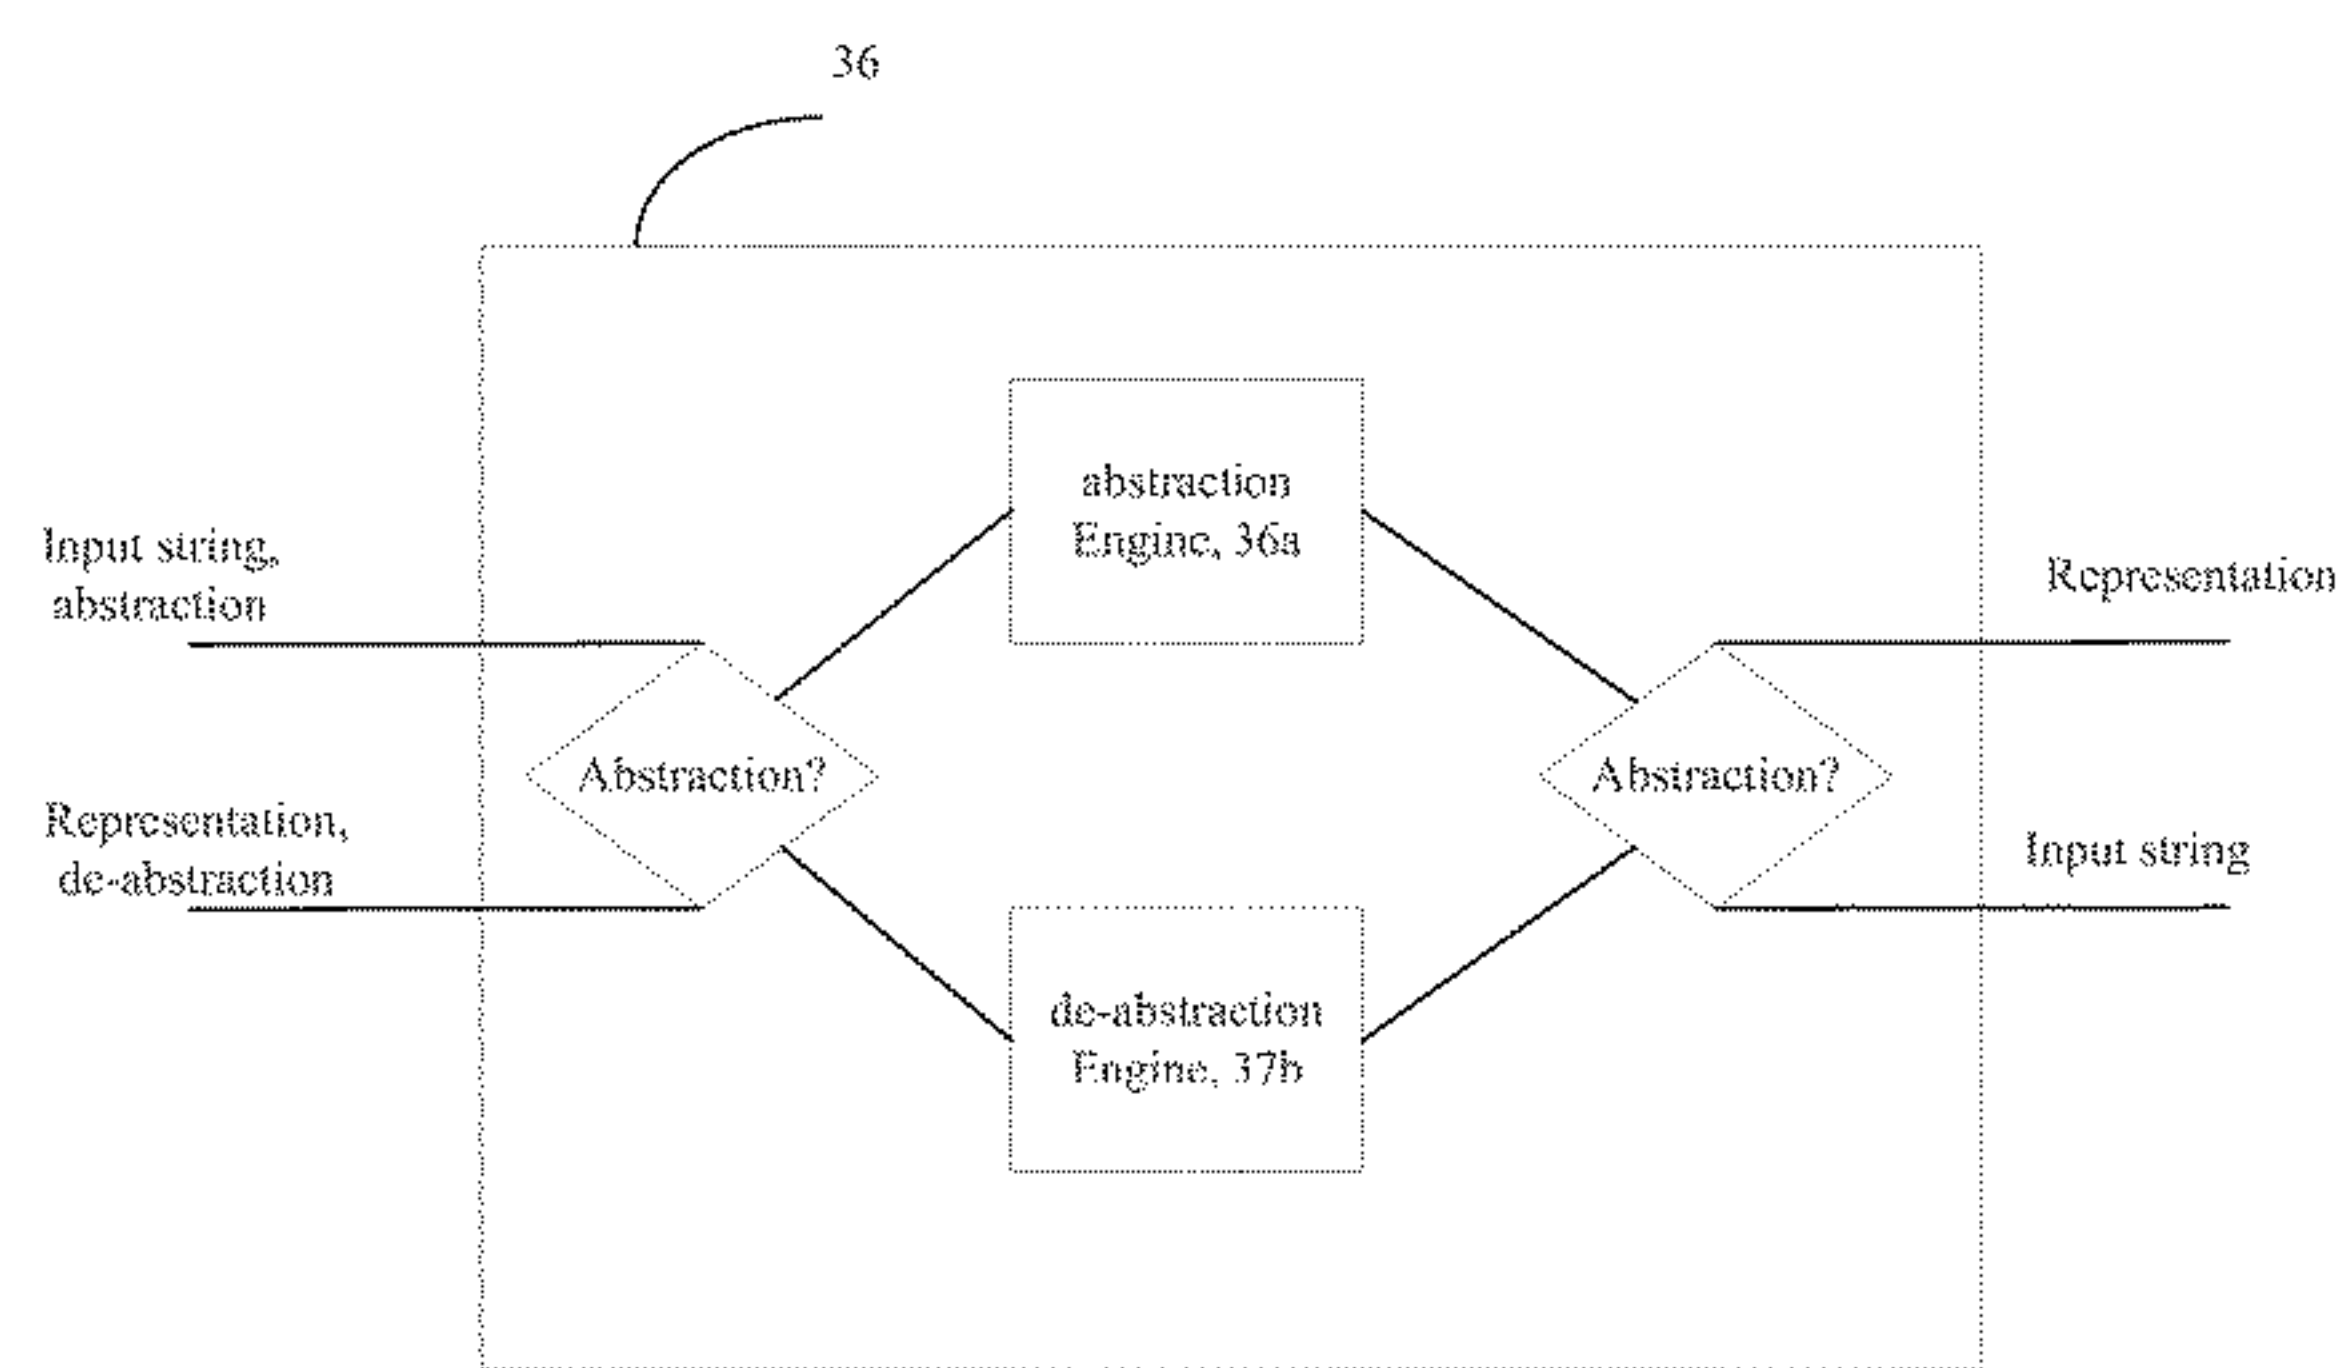 36
abstraction
Engine, 36a
Input string,
abstraction
Representation
Abstraction?
Abstraction?
Representation,
de-abstraction
Input string
de-abstraction
Engine, 37b